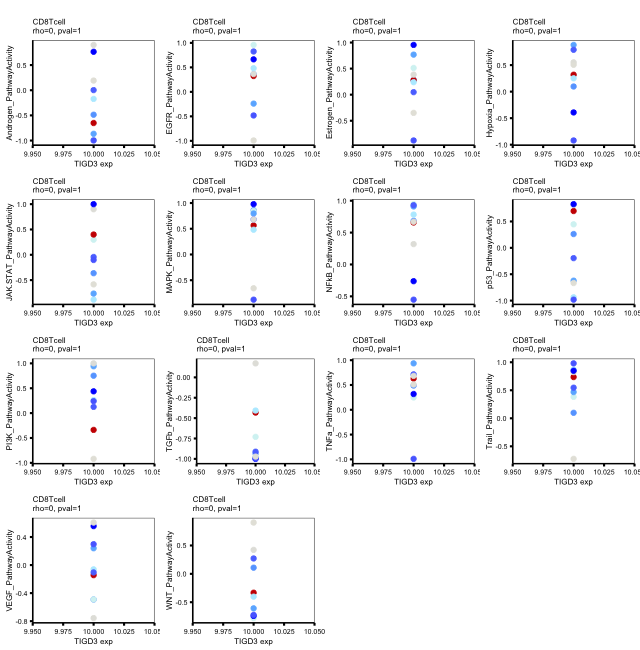 CD8Tcell
rho=0, pval=1
Androgen_PathwayActivity
0.5
0.0
-0.5
-1.0
9.950 9.975 10.000 10.025 10.05
TIGD3 exp
CD8Tcell
rho=0, pval=1
EGFR_PathwayActivity
1.0
0.5
0.0
-0.5
-1.0
9.950 9.975 10.000 10.025 10.05
TIGD3 exp
CD8Tcell
rho=0, pval=1
Estrogen_PathwayActivity
1.0
0.5
0.0
-0.5
9.950 9.975 10.000 10.025 10.05
TIGD3 exp
CD8Tcell
rho=0, pval=1
Hypoxia_PathwayActivity
0.5
0.0
-0.5
-1.0
9.950 9.975 10.000 10.025 10.05
TIGD3 exp
CD8Tcell
rho=0, pval=1
JAK.STAT_PathwayActivity
1.0
0.5
0.0
-0.5
9.950 9.975 10.000 10.025 10.05
TIGD3 exp
CD8Tcell
rho=0, pval=1
MAPK_PathwayActivity
1.0
0.5
0.0
-0.5
9.950 9.975 10.000 10.025 10.05
TIGD3 exp
CD8Tcell
rho=0, pval=1
NFkB_PathwayActivity
1.0
0.5
0.0
-0.5
9.950 9.975 10.000 10.025 10.05
TIGD3 exp
CD8Tcell
rho=0, pval=1
p53_PathwayActivity
0.5
0.0
-0.5
-1.0
9.950 9.975 10.000 10.025 10.05
TIGD3 exp
CD8Tcell
rho=0, pval=1
PI3K_PathwayActivity
1.0
0.5
0.0
-0.5
-1.0
9.950 9.975 10.000 10.025 10.05
TIGD3 exp
CD8Tcell
rho=0, pval=1
TGFb_PathwayActivity
0.00
-0.25
-0.50
-0.75
-1.00
9.950 9.975 10.000 10.025 10.05
TIGD3 exp
CD8Tcell
rho=0, pval=1
TNFa_PathwayActivity
1.0
0.5
0.0
-0.5
-1.0
9.950 9.975 10.000 10.025 10.05
TIGD3 exp
CD8Tcell
rho=0, pval=1
Trail_PathwayActivity
1.0
0.5
0.0
-0.5
9.950 9.975 10.000 10.025 10.05
TIGD3 exp
CD8Tcell
rho=0, pval=1
VEGF_PathwayActivity
0.4
0.0
-0.4
-0.8
9.950 9.975 10.000 10.025 10.05
TIGD3 exp
CD8Tcell
rho=0, pval=1
WNT_PathwayActivity
0.5
0.0
-0.5
9.950 9.975 10.000 10.025 10.050
TIGD3 exp